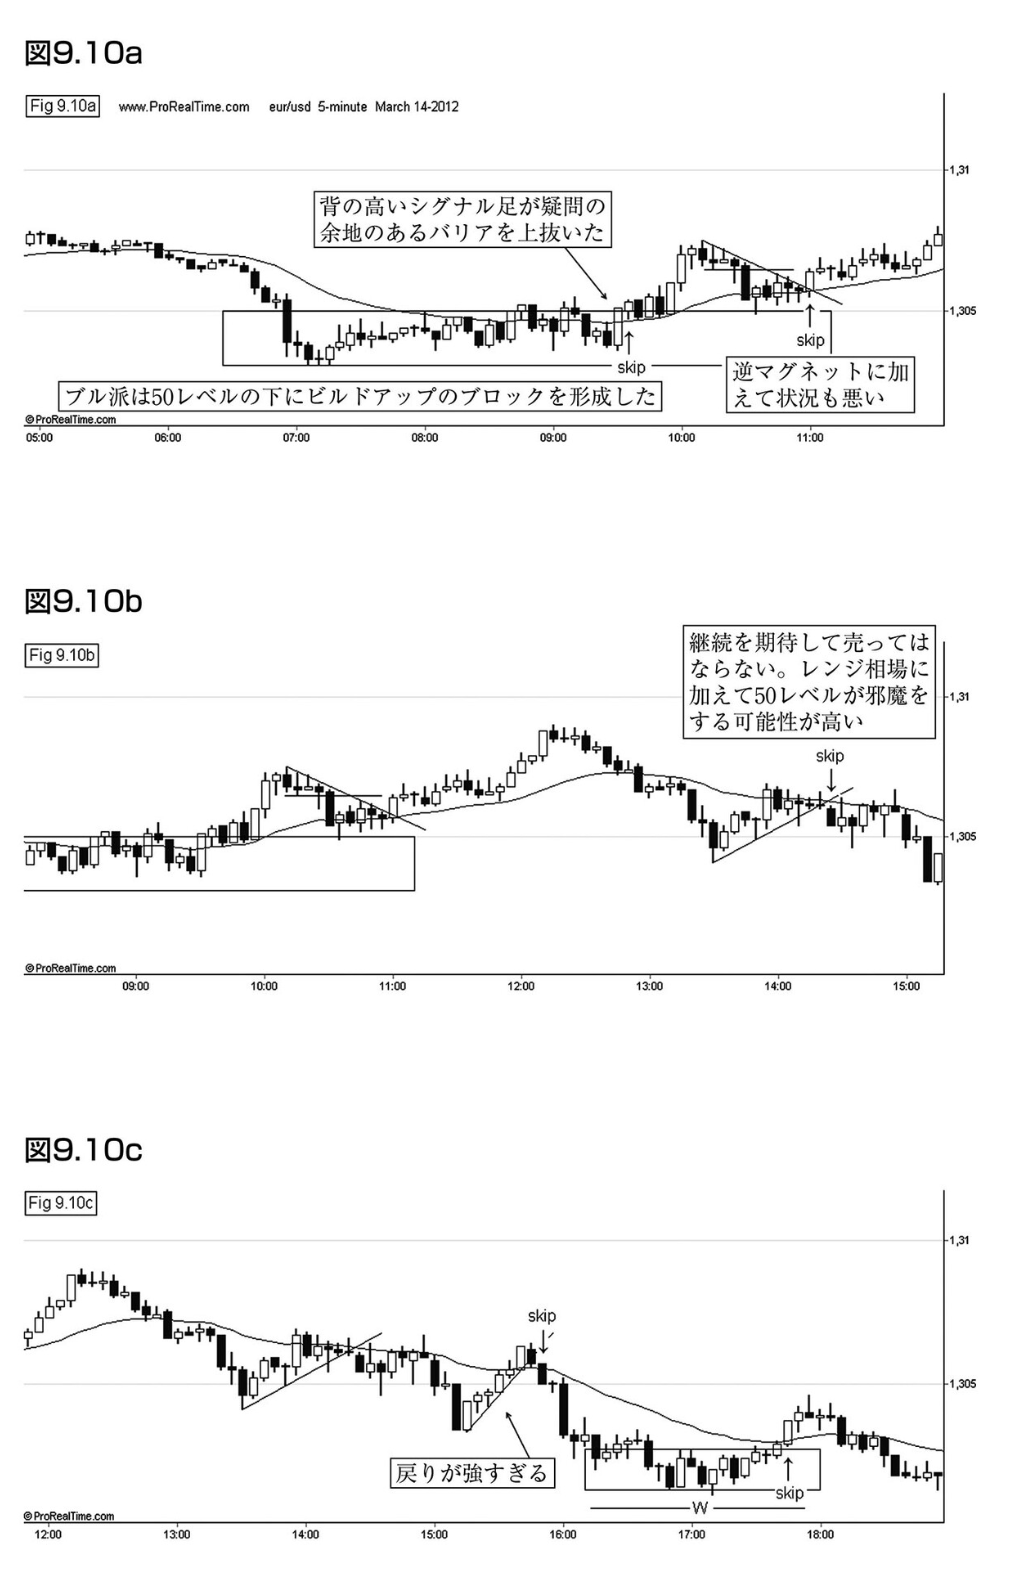 図9.10a
Fig 9.10a www.ProRealTime.com eur/usd 5-minute March 14-2012
1,31
背の高いシグナル足が疑問の
余地のあるバリアを上抜いた
1,305
skip
skip
逆マグネットに加
えて状況も悪い
ブル派は50レベルの下にビルドアップのブロックを形成した
©ProRealTime.com
05:00 06:00 07:00 08:00 09:00 10:00 11:00
図9.10b
Fig 9.10b
継続を期待して売っては
ならない。レンジ相場に
加えて50レベルが邪魔を
する可能性が高い
1,31
skip
1,305
©ProRealTime.com
09:00 10:00 11:00 12:00 13:00 14:00 15:00
図9.10c
Fig 9.10c
1,31
skip
1,305
戻りが強すぎる
skip
W
©ProRealTime.com
12:00 13:00 14:00 15:00 16:00 17:00 18:00